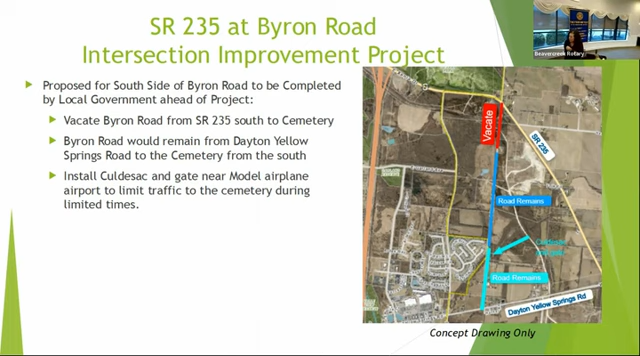 SR 235 at Byron Road
Intersection Improvement Project
Proposed for South Side of Byron Road to be Completed
by Local Government ahead of Project:
Vacate Byron Road from SR 235 south to Cemetery
Byron Road would remain from Dayton Yellow
Springs Road to the Cemetery from the south
Install Culdesac and gate near Model airplane
airport to limit traffic to the cemetery during
limited times.
Beavercreek Rotary
Vacate
SR 235
Road Remains
Road Remains
Dayton Yellow Springs Rd
Concept Drawing Only